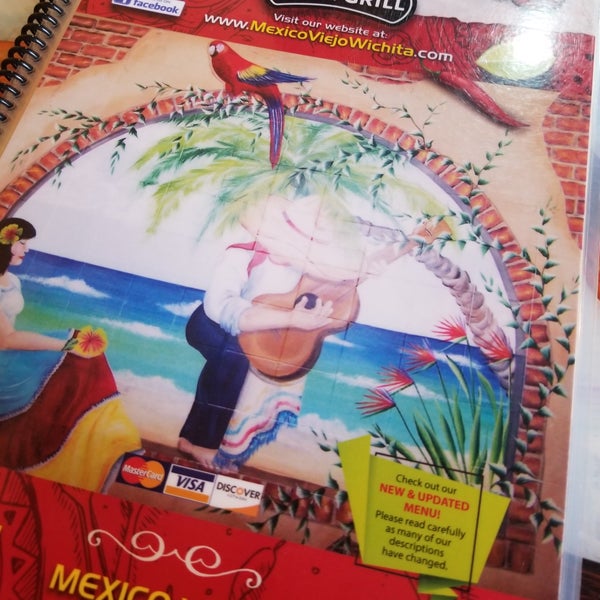 facebook
GRILL
Visit our website at:
www.MexicoViejoWichita.com
MasterCard
VISA
DISCOVER
Check out our
NEW & UPDATED
MENU!
Please read carefully
as many of our
descriptions
have changed.
MEXICO